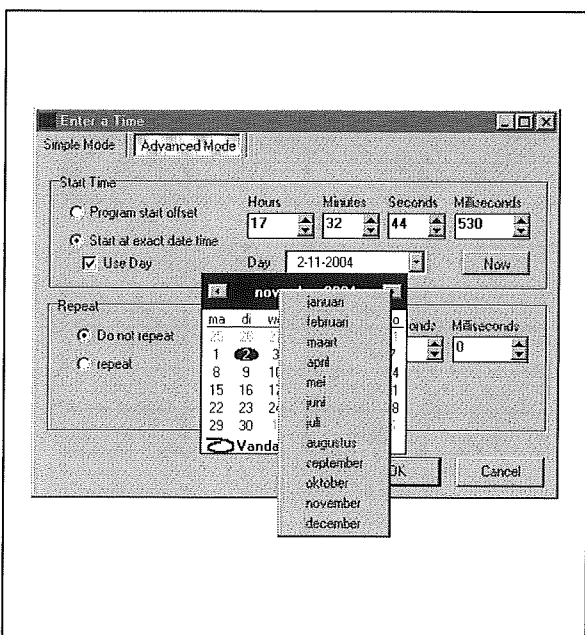 Enter a Time
Simple Mode Advanced Mode
Start Time
Program start offset
Start at exact date time
Use Day
Hours Minutes Seconds Milliseconds
17 32 44 530
Day 2-11-2004 Now
Repeat
Do not repeat
repeat
Milliseconds
0
2004
ma di
1 2 3
8 9
15 16
22 23
29 30
januari
februari
maart
april
mei
juni
juli
augustus
september
oktober
november
december
Cancel